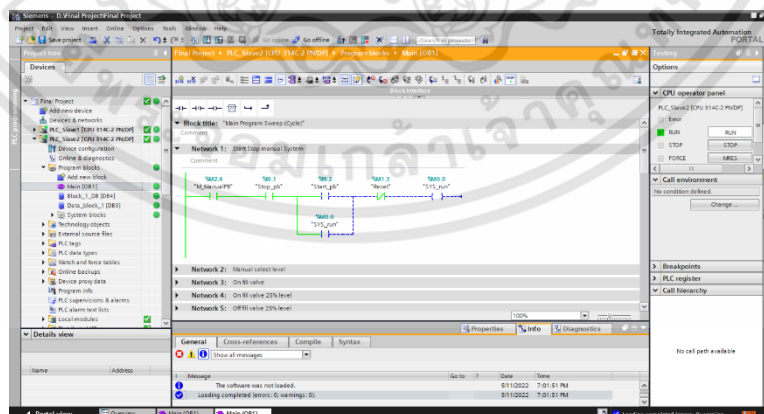 Siemens - D:\Final Project\Final Project
Project Edit View Insert Online Options Tools Window Help
Totally Integrated Automation
PORTAL
Save project
Go online
Go offline
Project tree
Final Project ▸ PLC_Slave2 [CPU 314C-2 PN/DP] ▸ Program blocks ▸ Main [OB1]
Testing
Devices
Options
Block interface
CPU operator panel
Final Project
Add new device
Devices & networks
PLC_Slave1 [CPU 314C-2 PN/DP]
PLC_Slave2 [CPU 314C-2 PN/DP]
Device configuration
Online & diagnostics
Program blocks
Add new block
Main [OB1]
Block_1_DB [DB4]
Data_block_1 [DB3]
System blocks
Technology objects
External source files
PLC tags
PLC data types
Watch and force tables
Online backups
Device proxy data
Program info
PLC supervisions & alarms
PLC alarm text lists
Local modules
Block title: "Main Program Sweep (Cycle)"
Comment
Network 1: Start Stop manual System
Comment
%M2.4
"M_ManualPB"
"Stop_pb"
"Start_pb"
%M1.3
"Reset"
%M0.0
"SYS_run"
%M0.0
"SYS_run"
Network 2: Manual select level
Network 3: On fill valve
Network 4: On fill valve 25% level
Network 5: Off fill valve 25% level
100%
PLC_Slave2 [CPU 314C-2 PN/DP]
Error
RUN RUN
STOP STOP
FORCE MRES
Call environment
No condition defined.
Change ...
Breakpoints
PLC register
Call hierarchy
No call path available
Properties Info Diagnostics
General Cross-references Compile Syntax
Show all messages
Message Go to ? Date Time
The software was not loaded. 5/11/2022 7:01:51 PM
Loading completed (errors: 0; warnings: 0). 5/11/2022 7:01:51 PM
Details view
Name Address
Portal view Overview Main (OB1) Main (OB1)